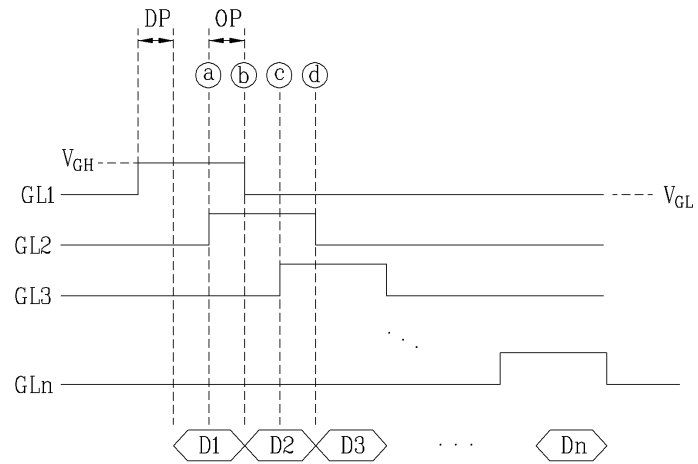 DP OP
ⓐ ⓑ ⓒ ⓓ
VGH
GL1
VGL
GL2
GL3
. . .
GLn
D1 D2 D3 . . . Dn